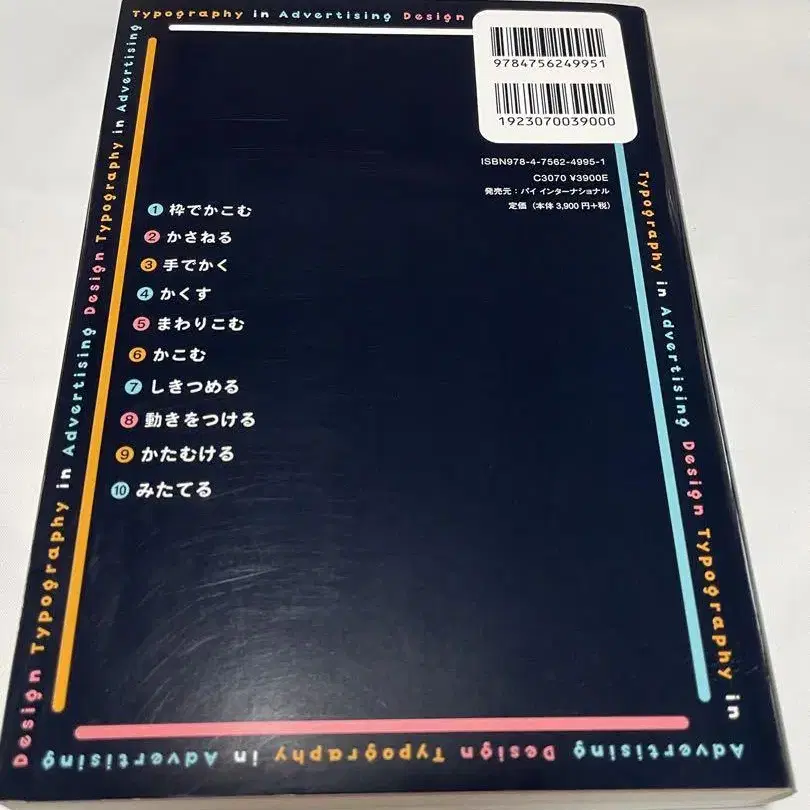 Typography in Advertising Design
9784756249951
1923070039000
ISBN978-4-7562-4995-1
C3070 ¥3900E
発売元：パイ インターナショナル
定価（本体3,900円+税）
1 枠でかこむ
2 かさねる
3 手でかく
4 かくす
5 まわりこむ
6 かこむ
7 しきつめる
8 動きをつける
9 かたむける
10 みたてる
Typography in Advertising Design Typography in
Advertising Design Typography in Advertising
Design Typography in Advertising Design Typography in Advertising